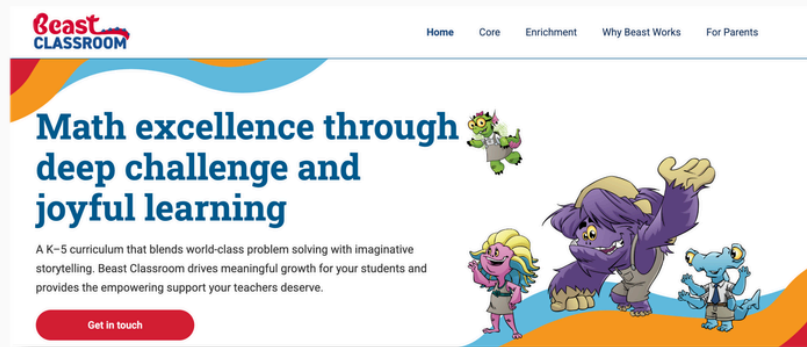 Beast
CLASSROOM
Home Core Enrichment Why Beast Works For Parents
Math excellence through
deep challenge and
joyful learning
A K–5 curriculum that blends world-class problem solving with imaginative
storytelling. Beast Classroom drives meaningful growth for your students and
provides the empowering support your teachers deserve.
Get in touch